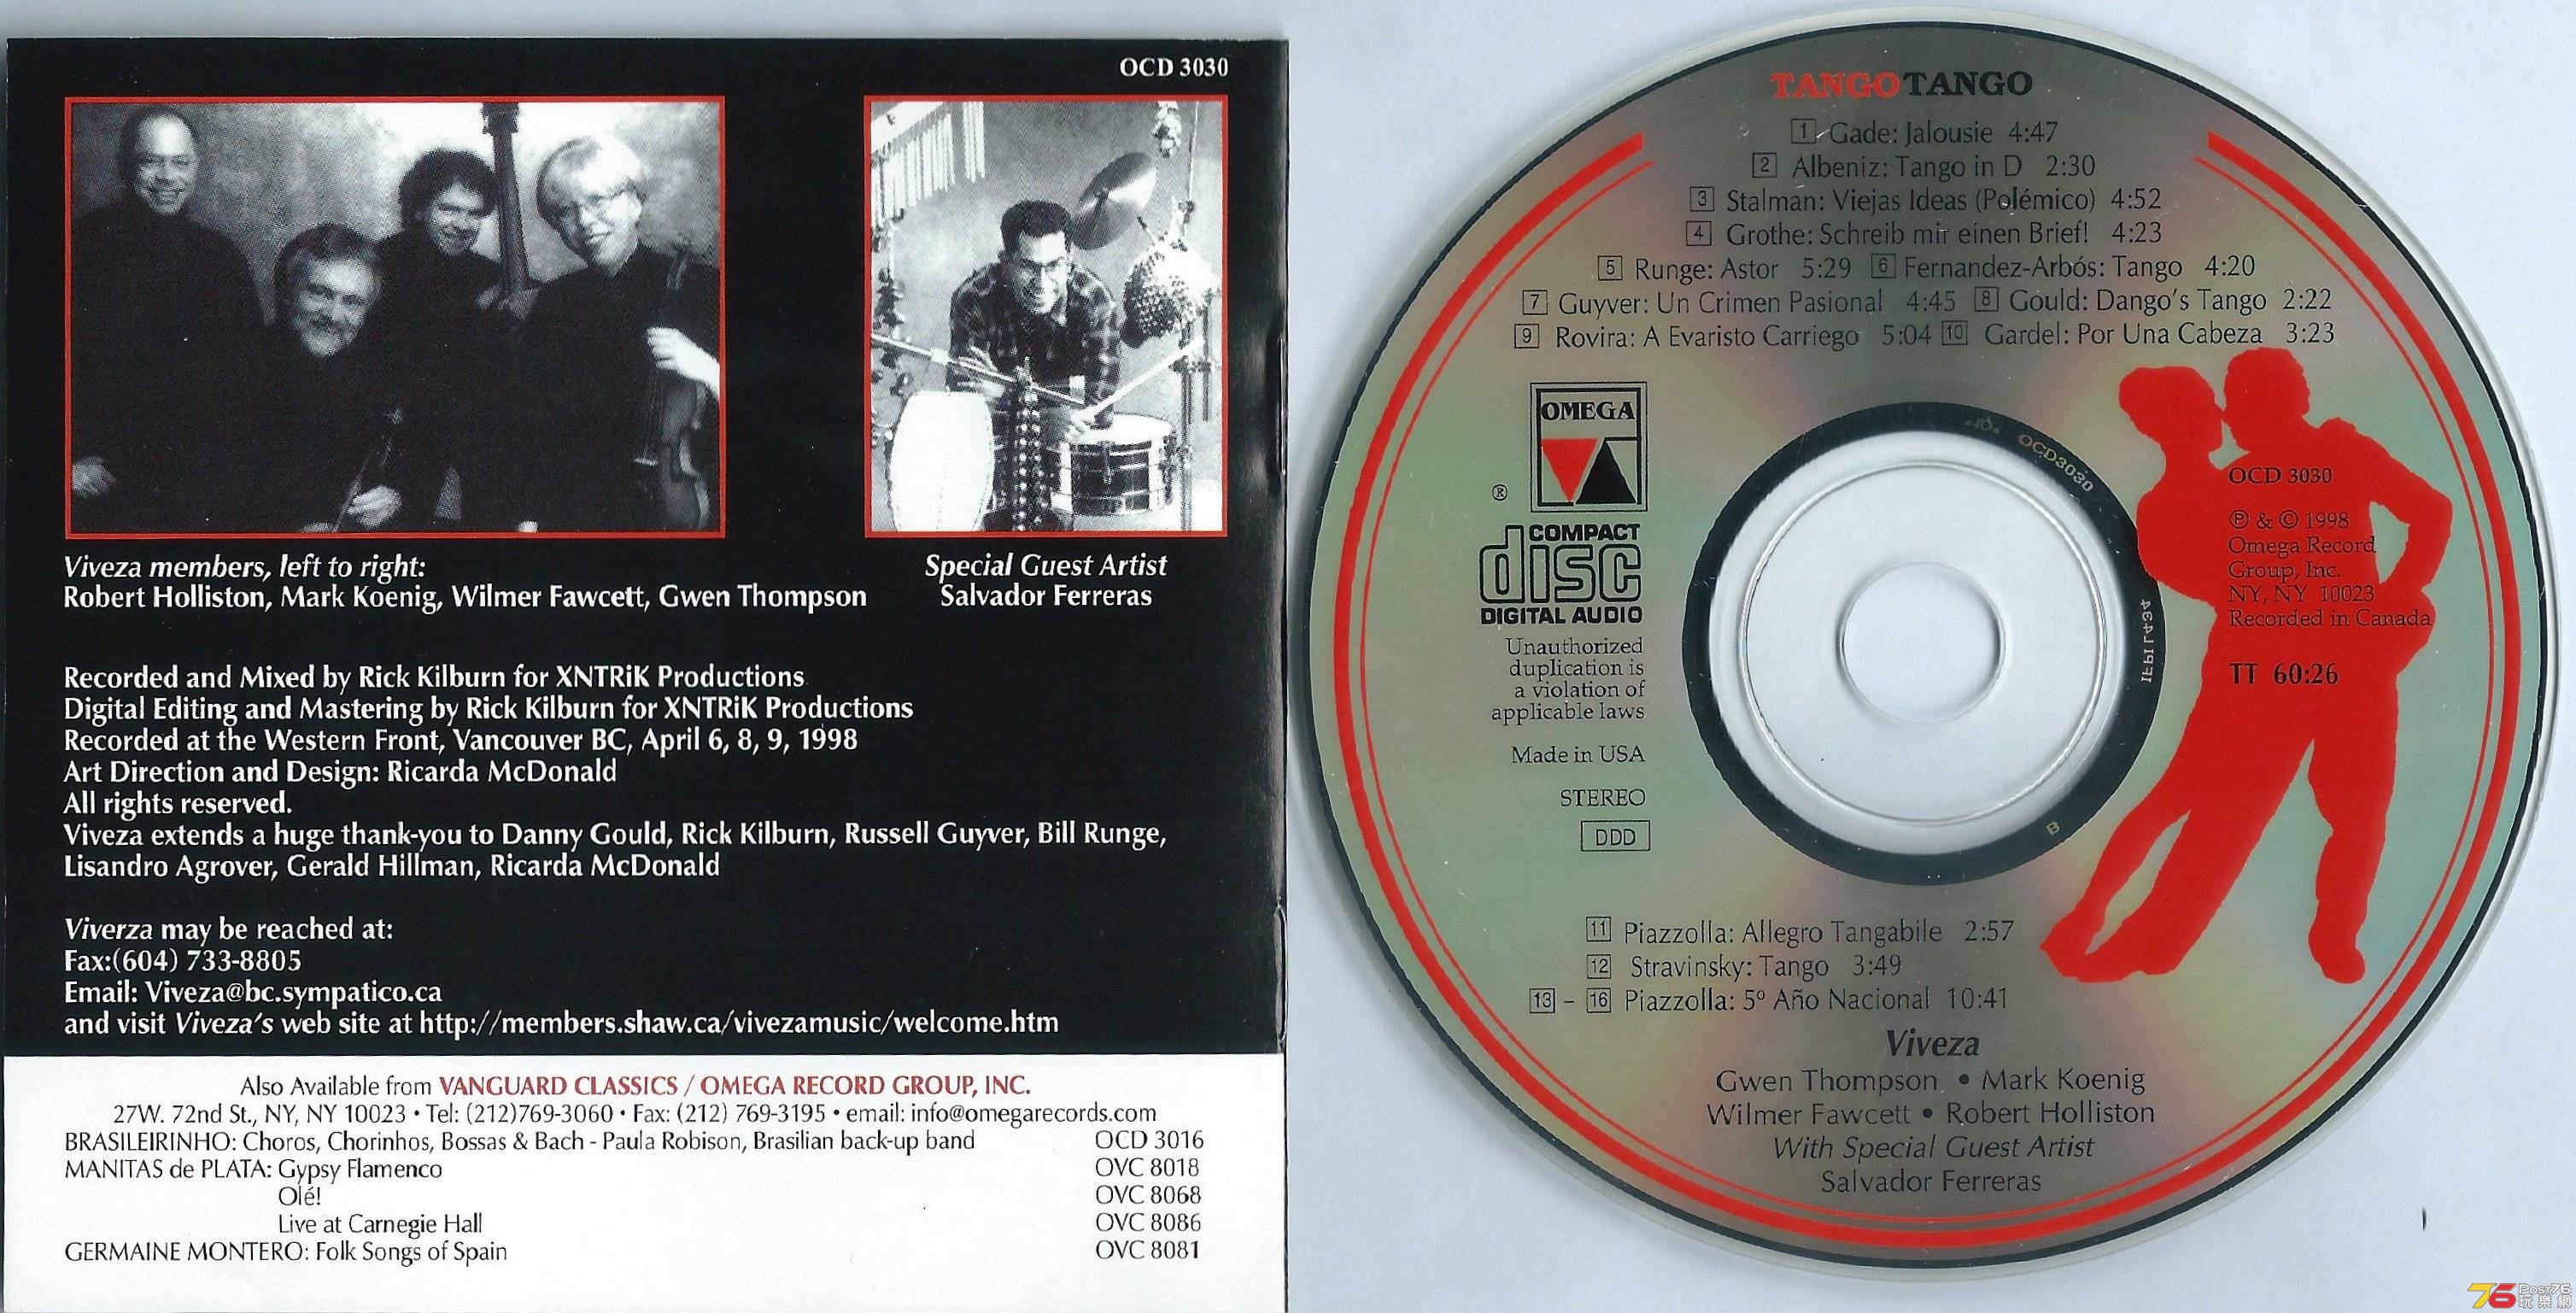 OCD 3030
Viveza members, left to right:
Robert Holliston, Mark Koenig, Wilmer Fawcett, Gwen Thompson
Special Guest Artist
Salvador Ferreras
Recorded and Mixed by Rick Kilburn for XNTRiK Productions
Digital Editing and Mastering by Rick Kilburn for XNTRiK Productions
Recorded at the Western Front, Vancouver BC, April 6, 8, 9, 1998
Art Direction and Design: Ricarda McDonald
All rights reserved.
Viveza extends a huge thank-you to Danny Gould, Rick Kilburn, Russell Guyver, Bill Runge,
Lisandro Agrover, Gerald Hillman, Ricarda McDonald
Viverza may be reached at:
Fax:(604) 733-8805
Email: Viveza@bc.sympatico.ca
and visit Viveza's web site at http://members.shaw.ca/vivezamusic/welcome.htm
Also Available from VANGUARD CLASSICS / OMEGA RECORD GROUP, INC.
27W. 72nd St., NY, NY 10023 • Tel: (212)769-3060 • Fax: (212) 769-3195 • email: info@omegarecords.com
BRASILEIRINHO: Choros, Chorinhos, Bossas & Bach - Paula Robison, Brasilian back-up band OCD 3016
MANITAS de PLATA: Gypsy Flamenco OVC 8018
Olé! OVC 8068
Live at Carnegie Hall OVC 8086
GERMAINE MONTERO: Folk Songs of Spain OVC 8081
TANGOTANGO
1 Gade: Jalousie 4:47
2 Albeniz: Tango in D 2:30
3 Stalman: Viejas Ideas (Polémico) 4:52
4 Grothe: Schreib mir einen Brief! 4:23
5 Runge: Astor 5:29 6 Fernandez-Arbós: Tango 4:20
7 Guyver: Un Crimen Pasional 4:45 8 Gould: Dango's Tango 2:22
9 Rovira: A Evaristo Carriego 5:04 10 Gardel: Por Una Cabeza 3:23
OMEGA
®
COMPACT
disc
DIGITAL AUDIO
Unauthorized
duplication is
a violation of
applicable laws
Made in USA
STEREO
DDD
OCD3030
IFPI L434
B
OCD 3030
℗ & © 1998
Omega Record
Group, Inc.
NY, NY 10023
Recorded in Canada
TT 60:26
11 Piazzolla: Allegro Tangabile 2:57
12 Stravinsky: Tango 3:49
13 - 16 Piazzolla: 5º Año Nacional 10:41
Viveza
Gwen Thompson • Mark Koenig
Wilmer Fawcett • Robert Holliston
With Special Guest Artist
Salvador Ferreras
76 Post76
玩樂網